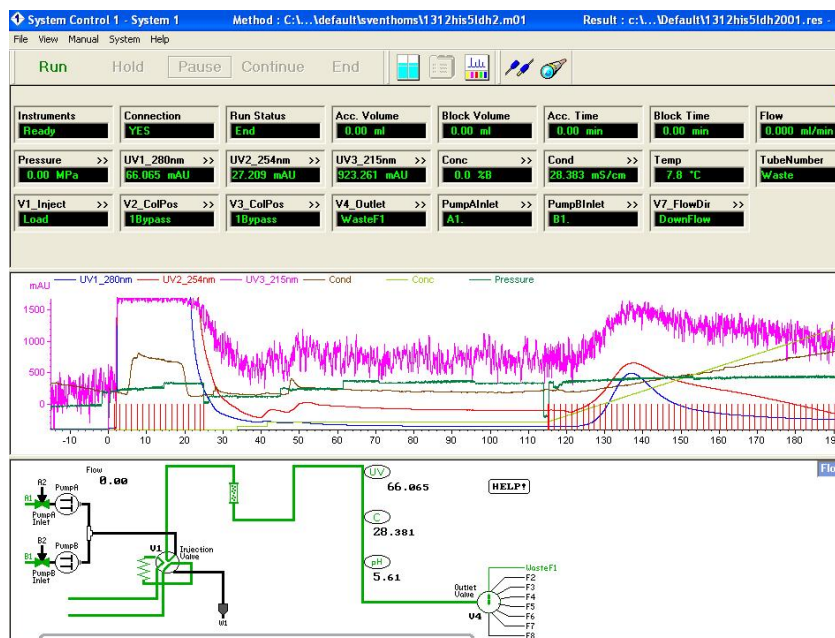 System Control 1 - System 1 Method : C:\...\default\sventhoms\1312his5ldh2.m01 Result : c:\...\Default\1312his5ldh2001.res -
File View Manual System Help
Run Hold Pause Continue End
Instruments Connection Run Status Acc. Volume Block Volume Acc. Time Block Time Flow
Ready YES End 0.00 ml 0.00 ml 0.00 min 0.00 min 0.000 ml/min
Pressure >> UV1_280nm >> UV2_254nm >> UV3_215nm >> Conc >> Cond >> Temp >> TubeNumber
0.00 MPa 66.065 mAU 27.209 mAU 923.261 mAU 0.0 %B 28.383 mS/cm 7.8 °C Waste
V1_Inject >> V2_ColPos >> V3_ColPos >> V4_Outlet >> PumpAInlet >> PumpBInlet >> V7_FlowDir >>
Load 1Bypass 1Bypass WasteF1 A1. B1. DownFlow
UV1_280nm UV2_254nm UV3_215nm Cond Conc Pressure
mAU
1500
1000
500
0
-10 0 10 20 30 40 50 60 70 80 90 100 110 120 130 140 150 160 170 180 190
Flo
Flow
0.00
A2 PumpA
A1
PumpA
Inlet
B2 PumpB
B1
PumpB
Inlet
V1 Injection
Valve
W1
UV
66.065
C
28.381
pH
5.61
HELP!
Outlet
Valve
V4
WasteF1
F2
F3
F4
F5
F6
F7
F8